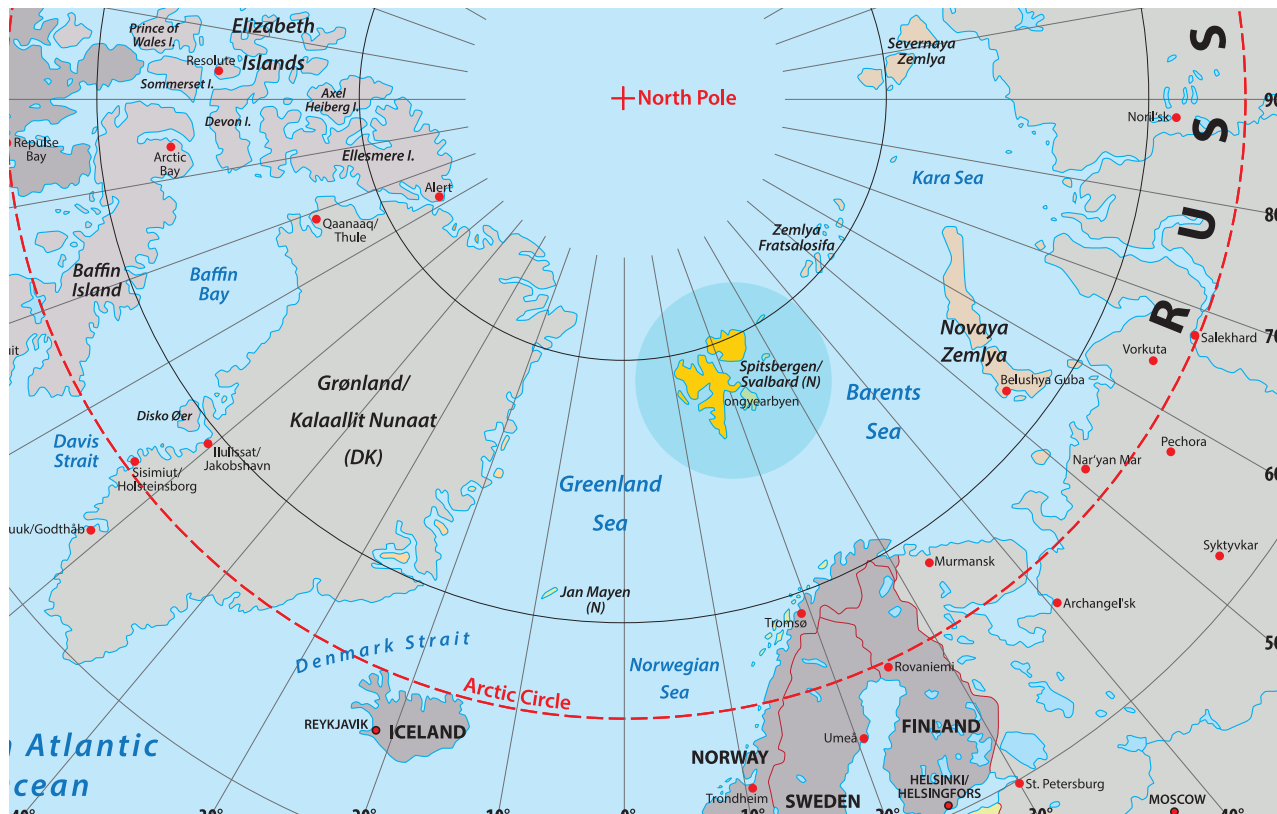 Prince of
Wales I.
Elizabeth
Islands
Resolute
Sommerset I.
Axel
Heiberg I.
Devon I.
Ellesmere I.
Repulse
Bay
Arctic
Bay
Alert
Qaanaaq/
Thule
North Pole
Severnaya
Zemlya
Noril'sk
90
Kara Sea
80
RUSS
Zemlya
Fratsalosifa
Baffin
Island
Baffin
Bay
Novaya
Zemlya
Salekhard
70
Vorkuta
Belushya Guba
Spitsbergen/
Svalbard (N)
ongyearbyen
Barents
Sea
Grønland/
Kalaallit Nunaat
(DK)
Disko Øer
Davis
Strait
Ilulissat/
Jakobshavn
Sisimiut/
Holsteinsborg
uuk/Godthåb
Greenland
Sea
Pechora
Nar'yan Mar
60
Syktyvkar
Murmansk
Archangel'sk
50
Jan Mayen
(N)
Tromsø
Denmark Strait
Norwegian
Sea
Arctic Circle
Rovaniemi
REYKJAVIK
ICELAND
Umeå
FINLAND
NORWAY
HELSINKI/
HELSINGFORS
St. Petersburg
Trondheim
SWEDEN
MOSCOW
n Atlantic
cean
40°
30°
20°
10°
0°
10°
20°
30°
40°